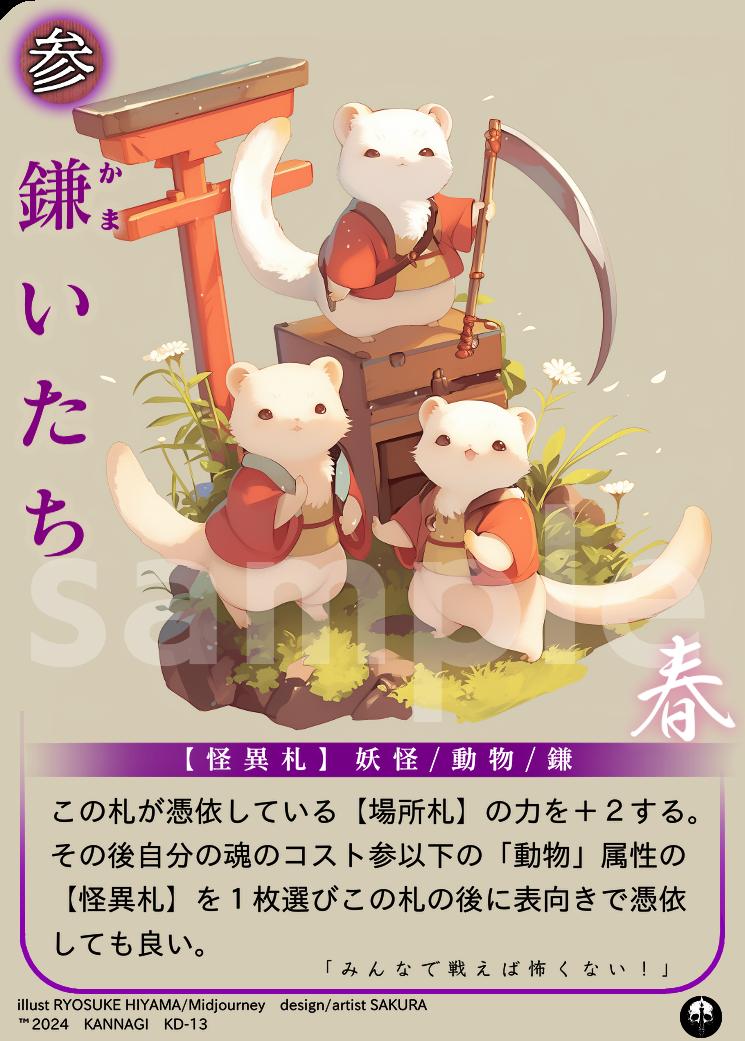 参
鎌いたち
かま
sample
春
【怪異札】妖怪/動物/鎌
この札が憑依している【場所札】の力を＋２する。
その後自分の魂のコスト参以下の「動物」属性の
【怪異札】を１枚選びこの札の後に表向きで憑依
しても良い。
「みんなで戦えば怖くない！」
illust RYOSUKE HIYAMA/Midjourney design/artist SAKURA
™2024 KANNAGI KD-13